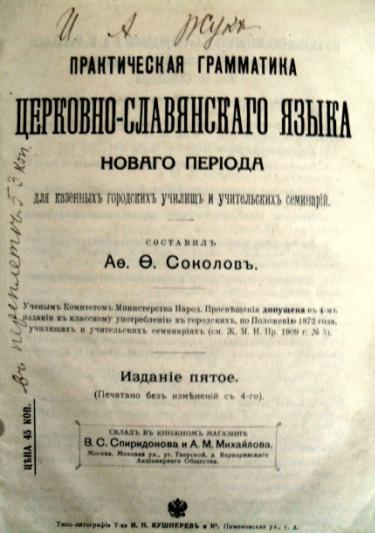 И. А. Жукъ
ПРАКТИЧЕСКАЯ ГРАММАТИКА
ЦЕРКОВНО-СЛАВЯНСКАГО ЯЗЫКА
НОВАГО ПЕРІОДА
для казенныхъ городскихъ училищъ и учительскихъ семинарій.
СОСТАВИЛЪ
Аѳ. Ѳ. Соколовъ.
Ученымъ Комитетомъ Министерства Народ. Просвѣщенія допущена въ 4-мъ
изданіи къ классному употребленію въ городскихъ, по Положенію 1872 года,
училищахъ и учительскихъ семинаріяхъ (см. Ж. М. Н. Пр. 1909 г. № 5).
Изданіе пятое.
(Печатано безъ измѣненій съ 4-го).
СКЛАДЪ ВЪ КНИЖНОМЪ МАГАЗИНѢ
В. С. Спиридонова и А. М. Михайлова.
Москва, Моховая ул., уг. Тверской, д. Варваринскаго
Акціонернаго Общества.
Типо-литографія Т-ва И. Н. КУШНЕРЕВЪ и К°. Пименовская ул., с. д.
въ переплетѣ 53 коп.
ЦѢНА 45 КОП.